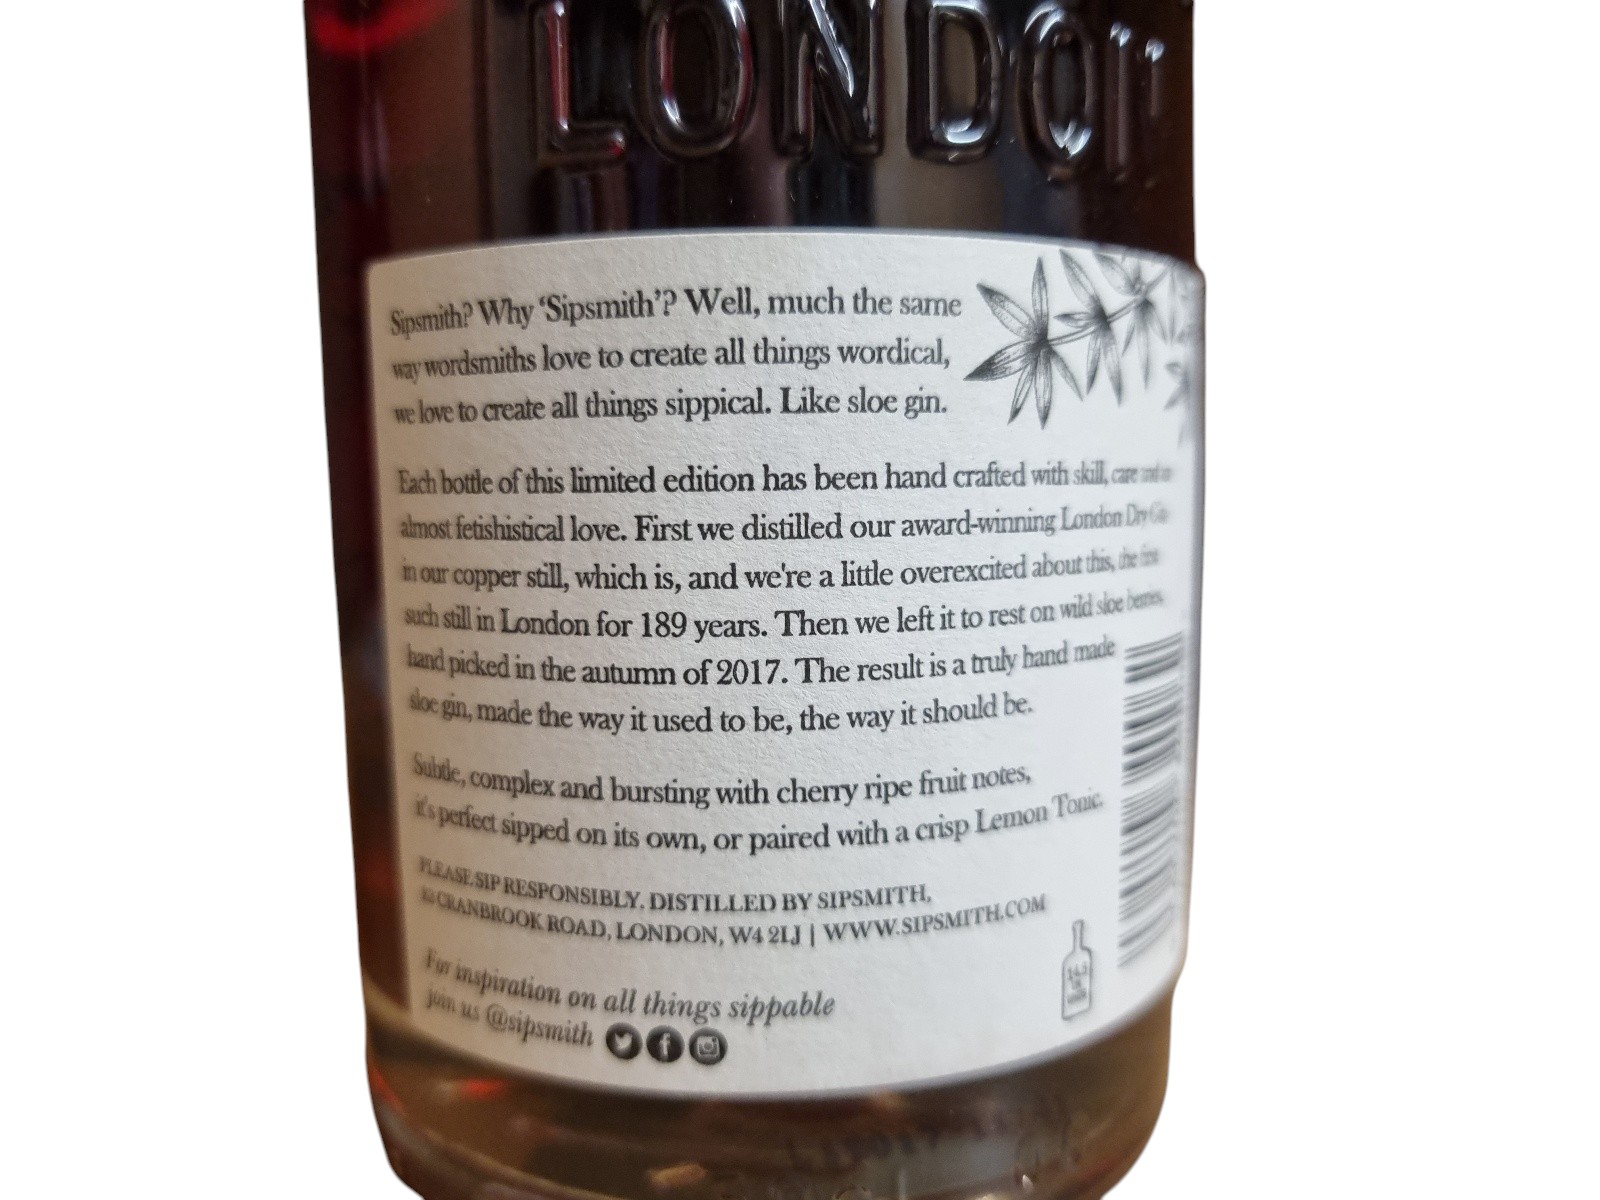 LONDON
Sipsmith? Why ‘Sipsmith’? Well, much the same
way wordsmiths love to create all things wordical,
we love to create all things sippical. Like sloe gin.
Each bottle of this limited edition has been hand crafted with skill, care and an
almost fetishistical love. First we distilled our award-winning London Dry Gin
in our copper still, which is, and we're a little overexcited about this, the first
such still in London for 189 years. Then we left it to rest on wild sloe berries,
hand picked in the autumn of 2017. The result is a truly hand made
sloe gin, made the way it used to be, the way it should be.
Subtle, complex and bursting with cherry ripe fruit notes,
it's perfect sipped on its own, or paired with a crisp Lemon Tonic.
PLEASE SIP RESPONSIBLY. DISTILLED BY SIPSMITH,
CRANBROOK ROAD, LONDON, W4 2LJ | WWW.SIPSMITH.COM
For inspiration on all things sippable
join us @sipsmith